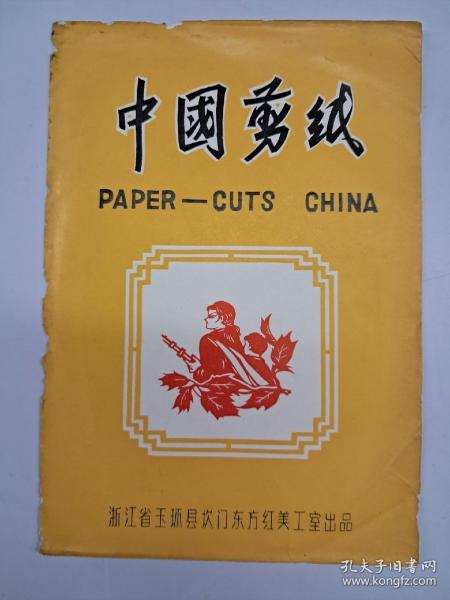 中國剪纸
PAPER—CUTS CHINA
浙江省玉环县坎门东方红美工室出品
孔夫子旧书网
www.kongfz.com